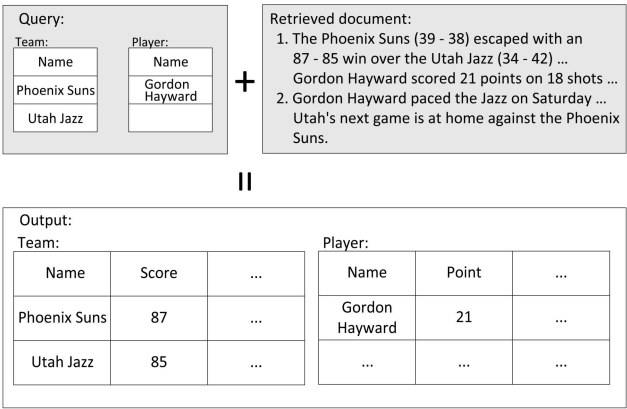 Query:
Team:
Name
Phoenix Suns
Utah Jazz
Player:
Name
Gordon
Hayward
+
Retrieved document:
1. The Phoenix Suns (39 - 38) escaped with an
87 - 85 win over the Utah Jazz (34 - 42) ...
Gordon Hayward scored 21 points on 18 shots ...
2. Gordon Hayward paced the Jazz on Saturday ...
Utah's next game is at home against the Phoenix
Suns.
=
Output:
Team:
Name Score ...
Phoenix Suns 87 ...
Utah Jazz 85 ...
Player:
Name Point ...
Gordon
Hayward 21 ...
... ... ...